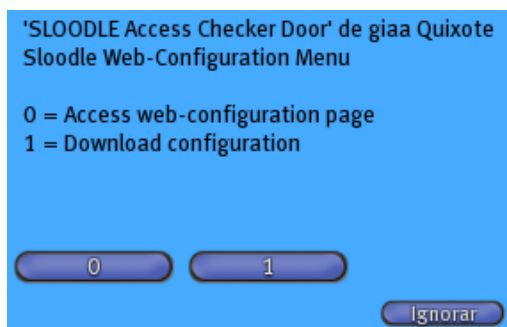 'SLOODLE Access Checker Door' de giaa Quixote
Sloodle Web-Configuration Menu
0 = Access web-configuration page
1 = Download configuration
0 1
Ignorar